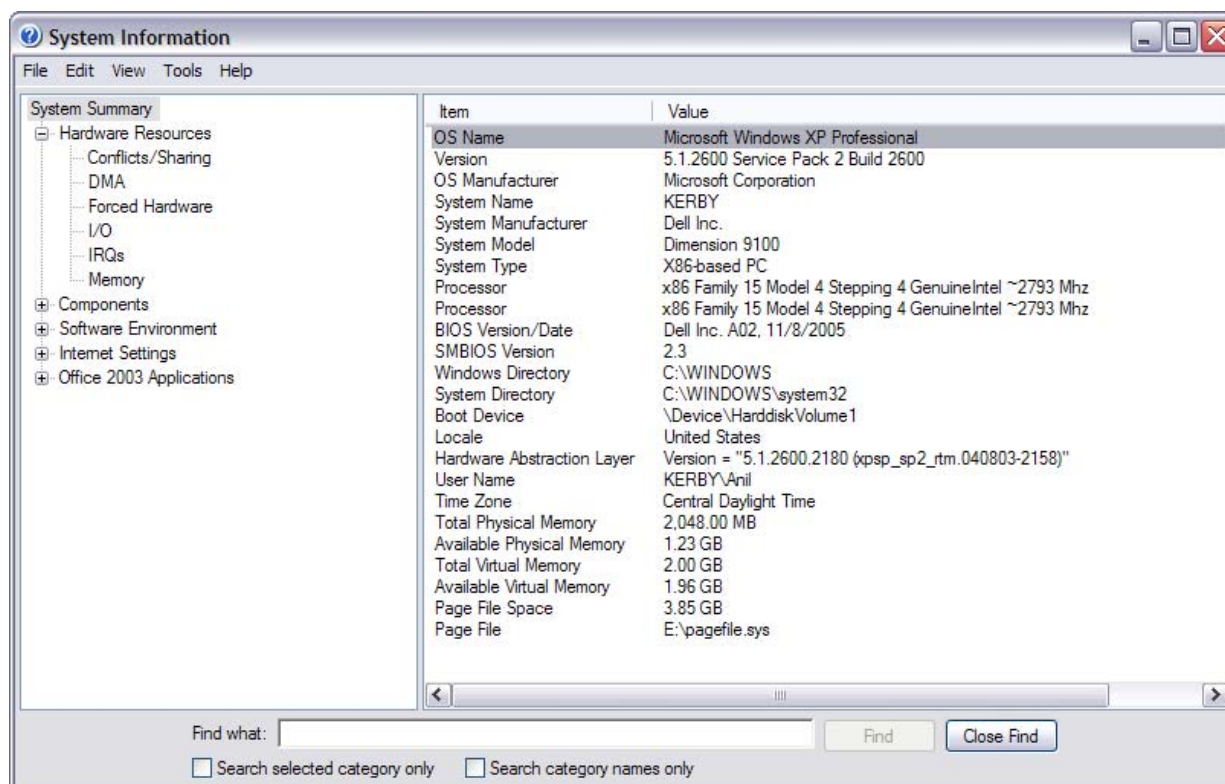 System Information
File Edit View Tools Help
System Summary
Hardware Resources
Conflicts/Sharing
DMA
Forced Hardware
I/O
IRQs
Memory
Components
Software Environment
Internet Settings
Office 2003 Applications
Item Value
OS Name Microsoft Windows XP Professional
Version 5.1.2600 Service Pack 2 Build 2600
OS Manufacturer Microsoft Corporation
System Name KERBY
System Manufacturer Dell Inc.
System Model Dimension 9100
System Type X86-based PC
Processor x86 Family 15 Model 4 Stepping 4 GenuineIntel ~2793 Mhz
Processor x86 Family 15 Model 4 Stepping 4 GenuineIntel ~2793 Mhz
BIOS Version/Date Dell Inc. A02, 11/8/2005
SMBIOS Version 2.3
Windows Directory C:\WINDOWS
System Directory C:\WINDOWS\system32
Boot Device \Device\HarddiskVolume1
Locale United States
Hardware Abstraction Layer Version = "5.1.2600.2180 (xpsp_sp2_rtm.040803-2158)"
User Name KERBY\Anil
Time Zone Central Daylight Time
Total Physical Memory 2,048.00 MB
Available Physical Memory 1.23 GB
Total Virtual Memory 2.00 GB
Available Virtual Memory 1.96 GB
Page File Space 3.85 GB
Page File E:\pagefile.sys
Find what: Find Close Find
Search selected category only Search category names only